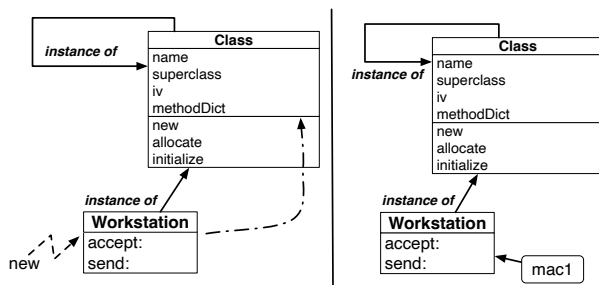 Class
instance of
name
superclass
iv
methodDict
new
allocate
initialize
instance of
Workstation
accept:
send:
new
Class
instance of
name
superclass
iv
methodDict
new
allocate
initialize
instance of
Workstation
accept:
send:
mac1